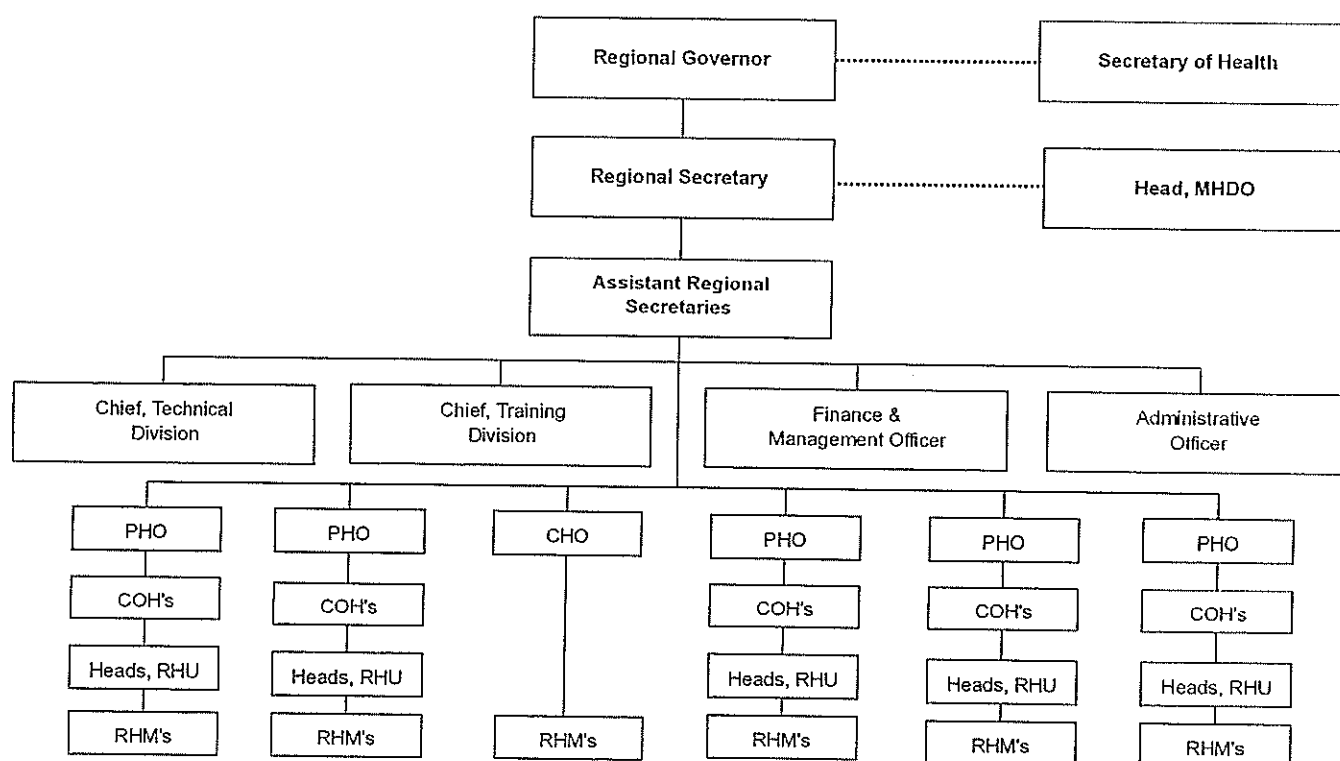 Regional Governor
Secretary of Health
Regional Secretary
Head, MHDO
Assistant Regional
Secretaries
Chief, Technical
Division
Chief, Training
Division
Finance &
Management Officer
Administrative
Officer
PHO
PHO
CHO
PHO
PHO
PHO
COH's
COH's
COH's
COH's
COH's
Heads, RHU
Heads, RHU
Heads, RHU
Heads, RHU
Heads, RHU
RHM's
RHM's
RHM's
RHM's
RHM's
RHM's